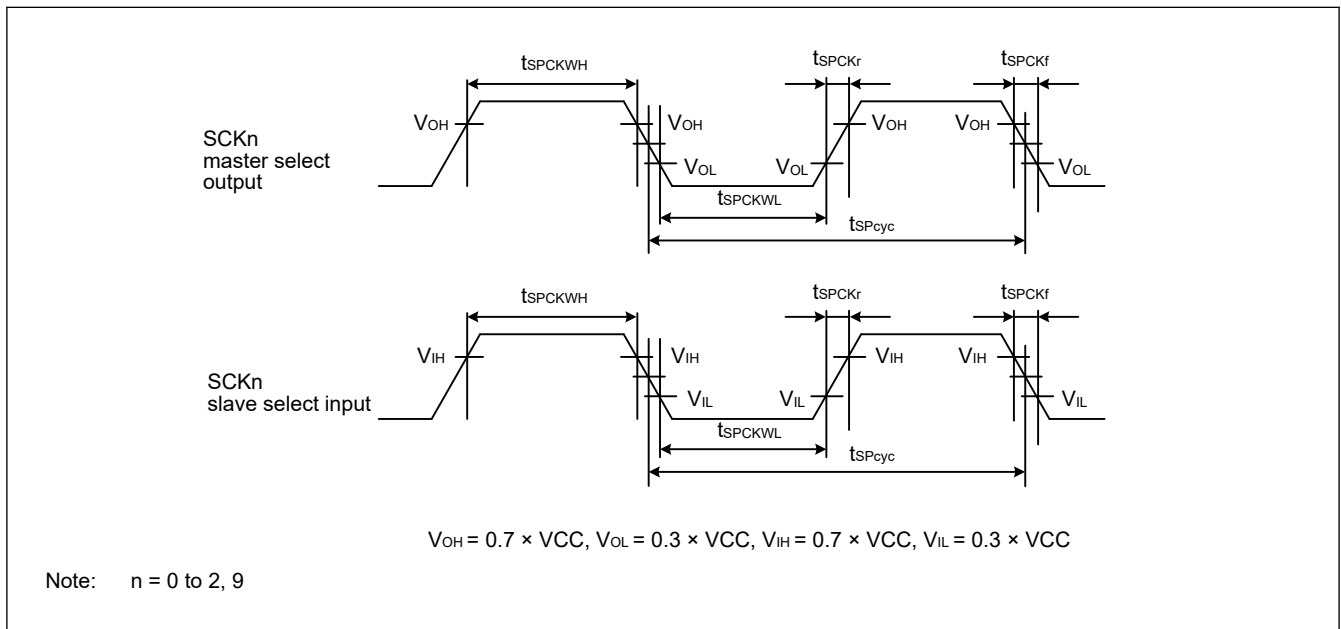 tSPCKWH tSPCKr tSPCKf
VOH VOH VOH VOH
SCKn
master select
output
VOL VOL VOL
tSPCKWL
tSPcyc
tSPCKWH tSPCKr tSPCKf
VIH VIH VIH VIH
SCKn
slave select input
VIL VIL VIL
tSPCKWL
tSPcyc
VOH = 0.7 × VCC, VOL = 0.3 × VCC, VIH = 0.7 × VCC, VIL = 0.3 × VCC
Note: n = 0 to 2, 9